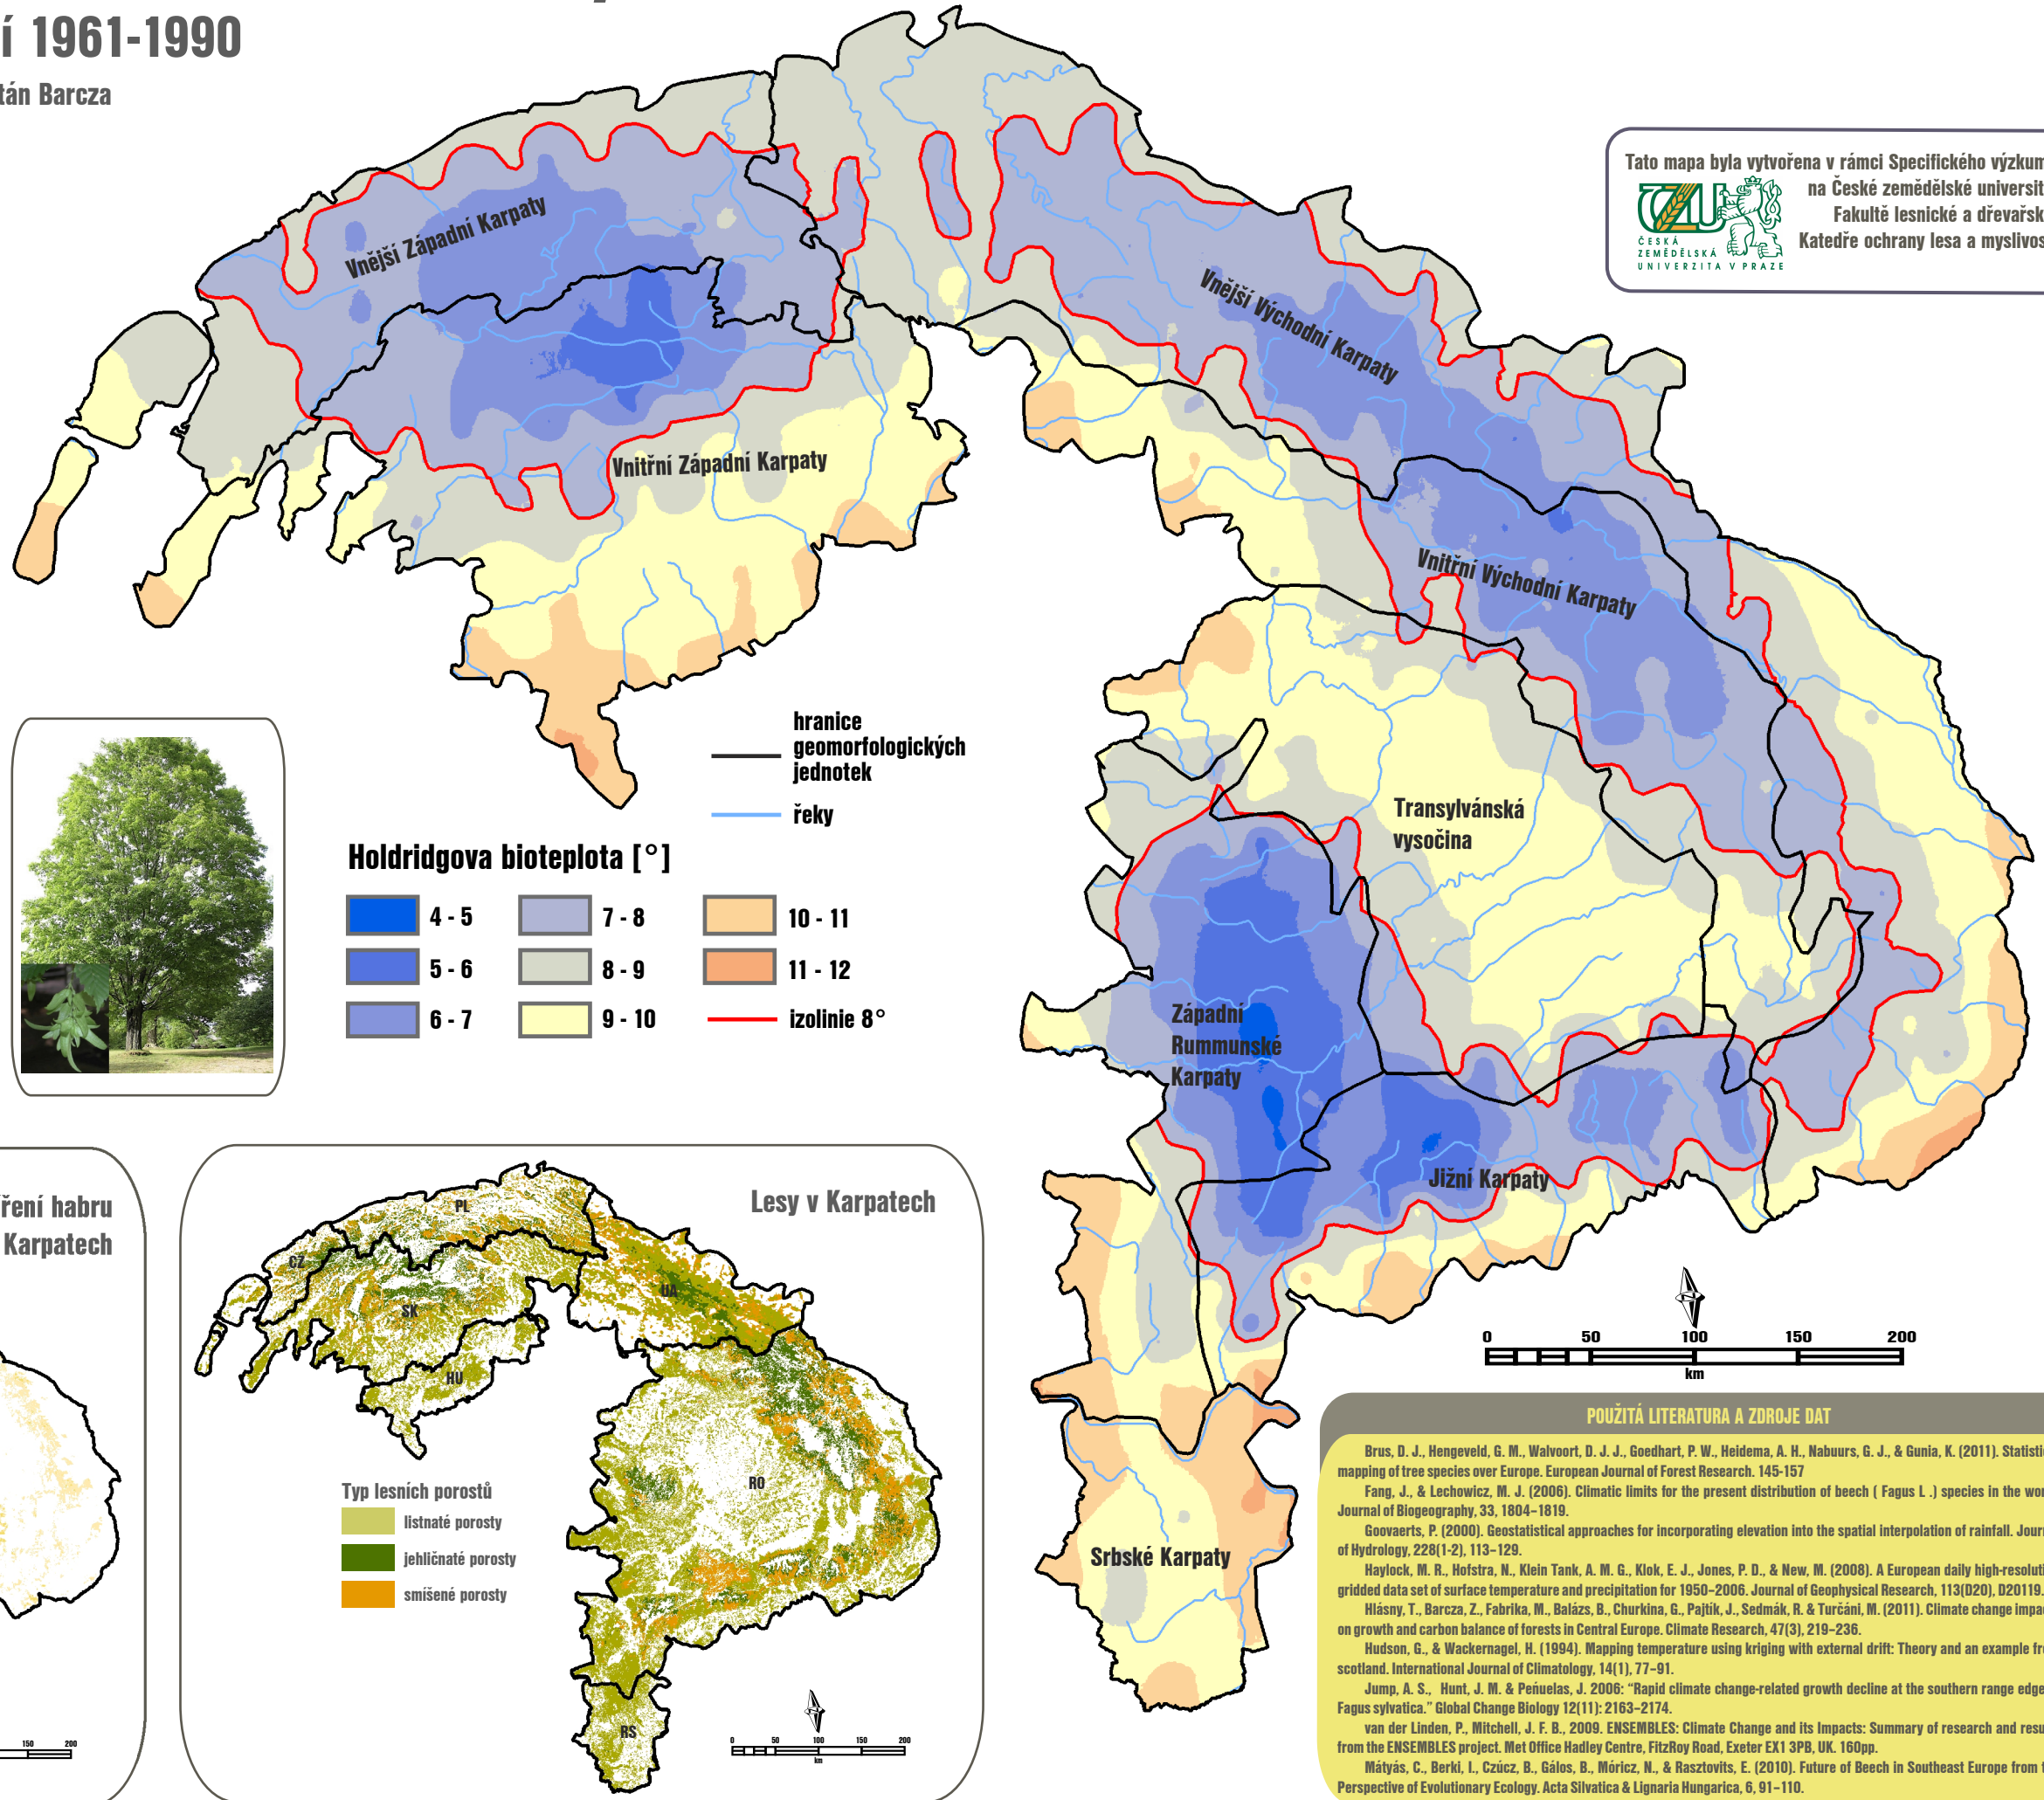 í 1961-1990
tán Barcza
Tato mapa byla vytvořena v rámci Specifického výzkum
na České zemědělské universit
Fakultě lesnické a dřevařsk
Katedře ochrany lesa a myslivos
ČZU
ČESKÁ
ZEMĚDĚLSKÁ
UNIVERZITA V PRAZE
Vnější Západní Karpaty
Vnější Východní Karpaty
Vnitřní Západní Karpaty
Vnitřní Východní Karpaty
Transylvánská
vysočina
Západní
Rummunské
Karpaty
Jižní Karpaty
Srbské Karpaty
hranice
geomorfologických
jednotek
řeky
Holdridgova bioteplota [°]
4 - 5
7 - 8
10 - 11
5 - 6
8 - 9
11 - 12
6 - 7
9 - 10
izolinie 8°
0 50 100 150 200
km
ření habru
Karpatech
150 200
Lesy v Karpatech
PL
CZ
SK
UA
HU
RO
RS
Typ lesních porostů
listnaté porosty
jehličnaté porosty
smíšené porosty
0 50 100 150 200
km
POUŽITÁ LITERATURA A ZDROJE DAT
Brus, D. J., Hengeveld, G. M., Walvoort, D. J. J., Goedhart, P. W., Heidema, A. H., Nabuurs, G. J., & Gunia, K. (2011). Statisti
mapping of tree species over Europe. European Journal of Forest Research. 145-157
Fang, J., & Lechowicz, M. J. (2006). Climatic limits for the present distribution of beech ( Fagus L .) species in the wor
Journal of Biogeography, 33, 1804–1819.
Goovaerts, P. (2000). Geostatistical approaches for incorporating elevation into the spatial interpolation of rainfall. Journ
of Hydrology, 228(1-2), 113–129.
Haylock, M. R., Hofstra, N., Klein Tank, A. M. G., Klok, E. J., Jones, P. D., & New, M. (2008). A European daily high-resoluti
gridded data set of surface temperature and precipitation for 1950–2006. Journal of Geophysical Research, 113(D20), D20119.
Hlásny, T., Barcza, Z., Fabrika, M., Balázs, B., Churkina, G., Pajtík, J., Sedmák, R. & Turčáni, M. (2011). Climate change impac
on growth and carbon balance of forests in Central Europe. Climate Research, 47(3), 219–236.
Hudson, G., & Wackernagel, H. (1994). Mapping temperature using kriging with external drift: Theory and an example fr
scotland. International Journal of Climatology, 14(1), 77–91.
Jump, A. S., Hunt, J. M. & Peńuelas, J. 2006: “Rapid climate change-related growth decline at the southern range edge
Fagus sylvatica.” Global Change Biology 12(11): 2163–2174.
van der Linden, P., Mitchell, J. F. B., 2009. ENSEMBLES: Climate Change and its Impacts: Summary of research and resu
from the ENSEMBLES project. Met Office Hadley Centre, FitzRoy Road, Exeter EX1 3PB, UK. 160pp.
Mátyás, C., Berki, I., Czúcz, B., Gálos, B., Móricz, N., & Rasztovits, E. (2010). Future of Beech in Southeast Europe from t
Perspective of Evolutionary Ecology. Acta Silvatica & Lignaria Hungarica, 6, 91–110.